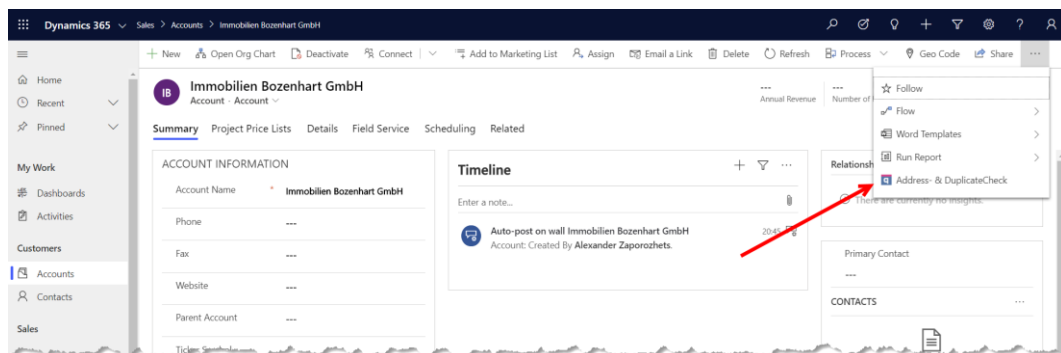 Dynamics 365 Sales > Accounts > Immobilien Bozenhart GmbH
+ New Open Org Chart Deactivate Connect Add to Marketing List Assign Email a Link Delete Refresh Process Geo Code Share ...
Home
Recent
Pinned
My Work
Dashboards
Activities
Customers
Accounts
Contacts
Sales
IB
Immobilien Bozenhart GmbH
Account · Account
---
Annual Revenue
---
Number of
Summary Project Price Lists Details Field Service Scheduling Related
ACCOUNT INFORMATION
Account Name * Immobilien Bozenhart GmbH
Phone ---
Fax ---
Website ---
Parent Account ---
Timeline
Enter a note...
Auto-post on wall Immobilien Bozenhart GmbH 20:45
Account: Created By Alexander Zaporozhets.
Follow
Flow
Word Templates
Run Report
Address- & DuplicateCheck
Relationsh
There are currently no insights.
Primary Contact
---
CONTACTS ...